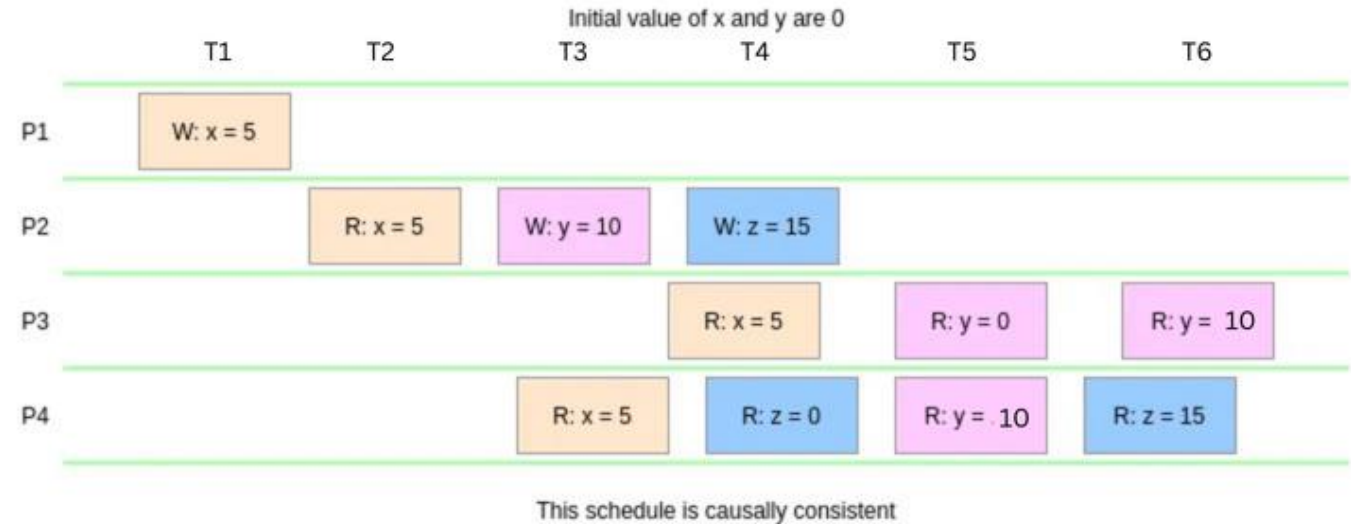 Initial value of x and y are 0
T1 T2 T3 T4 T5 T6
P1 W: x = 5
P2 R: x = 5 W: y = 10 W: z = 15
P3 R: x = 5 R: y = 0 R: y = 10
P4 R: x = 5 R: z = 0 R: y = 10 R: z = 15
This schedule is causally consistent